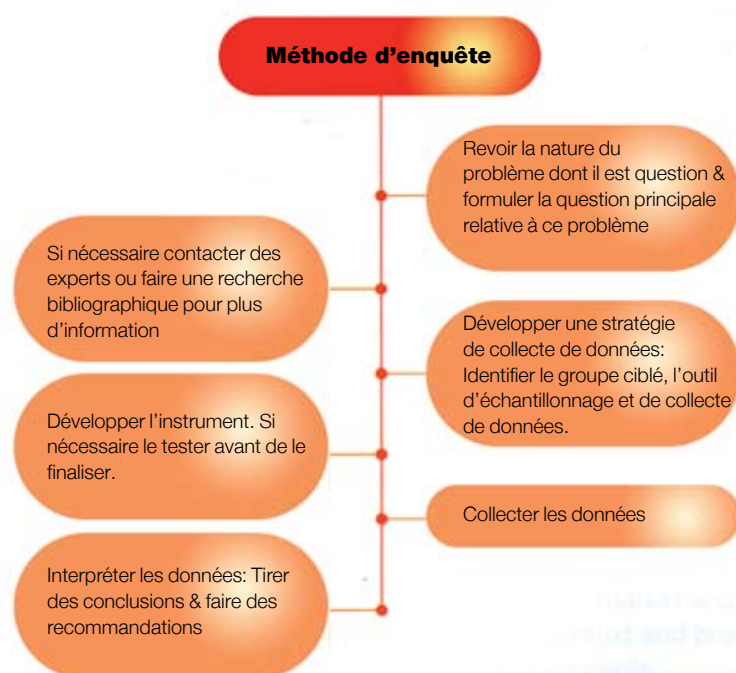 Méthode d'enquête
Revoir la nature du
problème dont il est question &
formuler la question principale
relative à ce problème
Si nécessaire contacter des
experts ou faire une recherche
bibliographique pour plus
d'information
Développer une stratégie
de collecte de données:
Identifier le groupe ciblé, l'outil
d'échantillonnage et de collecte
de données.
Développer l'instrument. Si
nécessaire le tester avant de le
finaliser.
Collecter les données
Interpréter les données: Tirer
des conclusions & faire des
recommandations